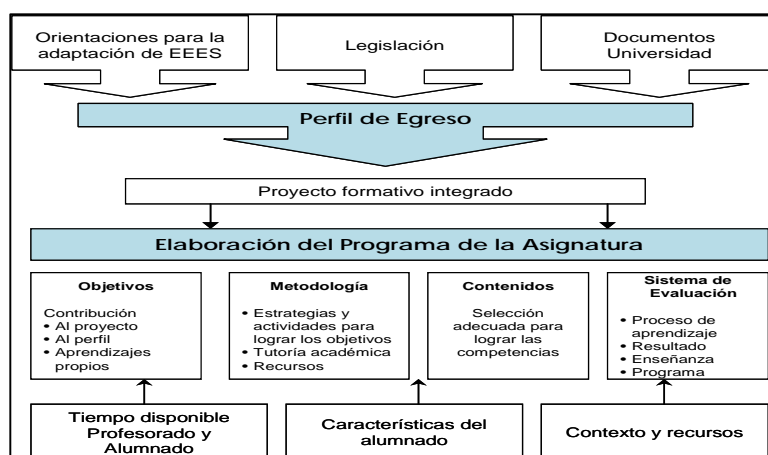 Orientaciones para la
adaptación de EEES
Legislación
Documentos
Universidad
Perfil de Egreso
Proyecto formativo integrado
Elaboración del Programa de la Asignatura
Objetivos
Contribución
• Al proyecto
• Al perfil
• Aprendizajes
propios
Metodología
• Estrategias y
actividades para
lograr los objetivos
• Tutoría académica
• Recursos
Contenidos
Selección
adecuada para
lograr las
competencias
Sistema de
Evaluación
• Proceso de
aprendizaje
• Resultado
• Enseñanza
• Programa
Tiempo disponible
Profesorado y
Alumnado
Características del
alumnado
Contexto y recursos